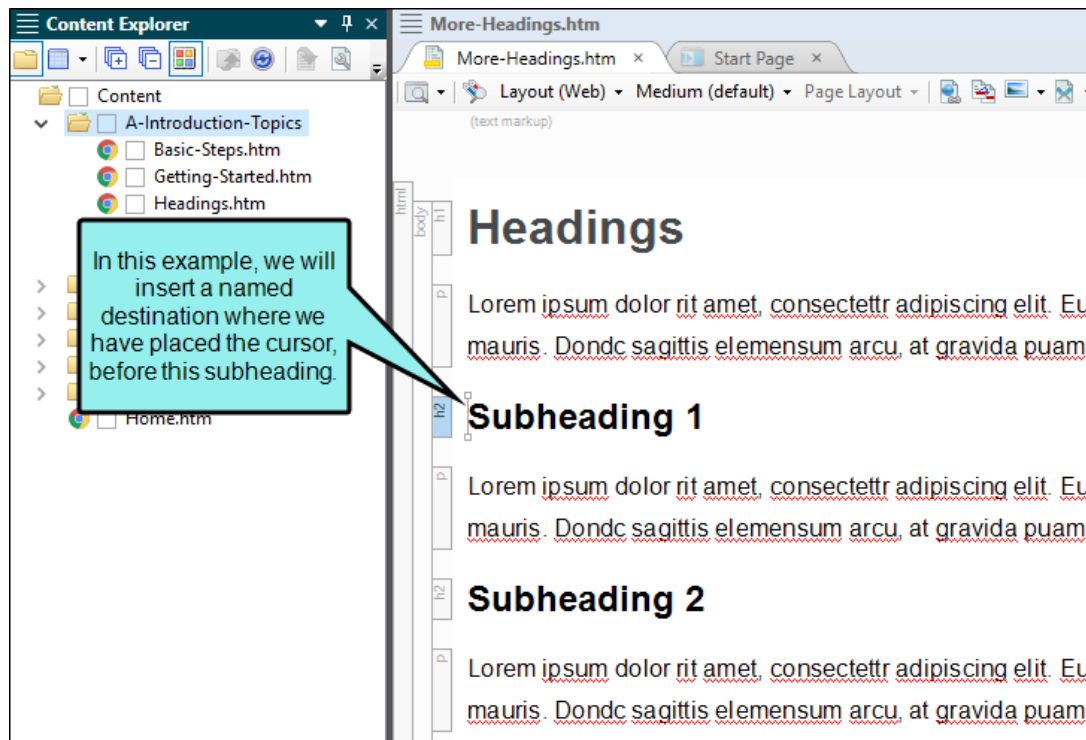 Content Explorer
More-Headings.htm
More-Headings.htm
Start Page
Layout (Web)
Medium (default)
Page Layout
(text markup)
Content
A-Introduction-Topics
Basic-Steps.htm
Getting-Started.htm
Headings.htm
In this example, we will
insert a named
destination where we
have placed the cursor,
before this subheading.
Home.htm
html
body
h1
Headings
p
Lorem ipsum dolor rit amet, consectettr adipiscing elit. Eu
mauris. Dondc sagittis elemensum arcu, at gravida puam
h2
Subheading 1
p
Lorem ipsum dolor rit amet, consectettr adipiscing elit. Eu
mauris. Dondc sagittis elemensum arcu, at gravida puam
h2
Subheading 2
p
Lorem ipsum dolor rit amet, consectettr adipiscing elit. Eu
mauris. Dondc sagittis elemensum arcu, at gravida puam